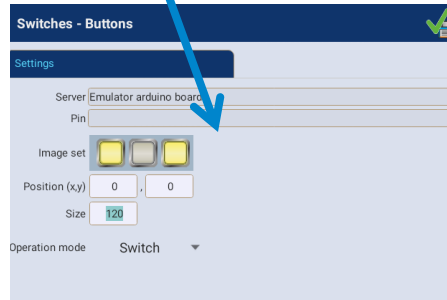 Switches - Buttons
Settings
Server Emulator arduino board
Pin
Image set
Position (x,y) 0 , 0
Size 120
Operation mode Switch